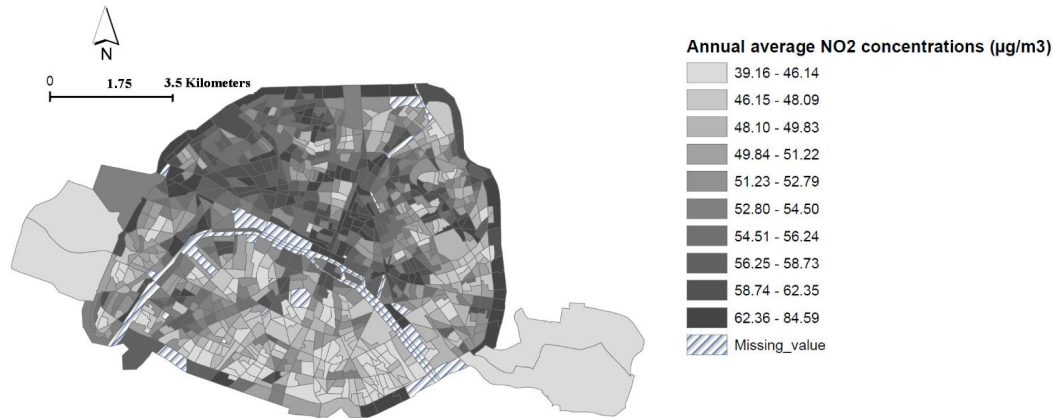 N
0 1.75 3.5 Kilometers
Annual average NO2 concentrations (µg/m3)
39.16 - 46.14
46.15 - 48.09
48.10 - 49.83
49.84 - 51.22
51.23 - 52.79
52.80 - 54.50
54.51 - 56.24
56.25 - 58.73
58.74 - 62.35
62.36 - 84.59
Missing_value